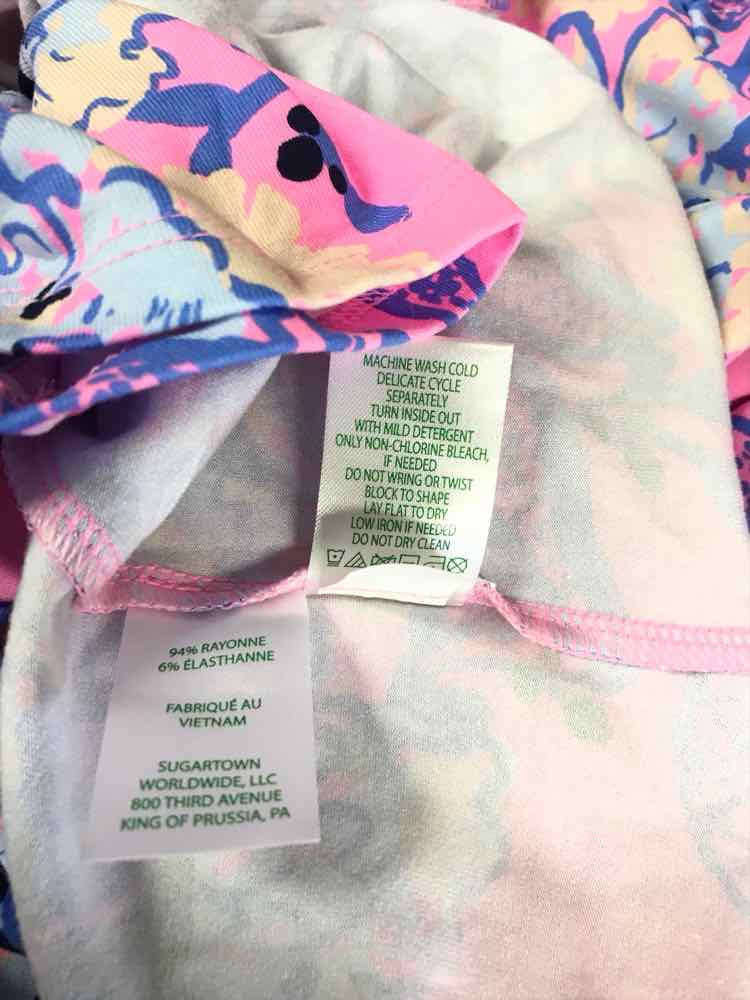 MACHINE WASH COLD
DELICATE CYCLE
SEPARATELY
TURN INSIDE OUT
WITH MILD DETERGENT
ONLY NON-CHLORINE BLEACH,
IF NEEDED
DO NOT WRING OR TWIST
BLOCK TO SHAPE
LAY FLAT TO DRY
LOW IRON IF NEEDED
DO NOT DRY CLEAN
94% RAYONNE
6% ÉLASTHANNE
FABRIQUÉ AU
VIETNAM
SUGARTOWN
WORLDWIDE, LLC
800 THIRD AVENUE
KING OF PRUSSIA, PA